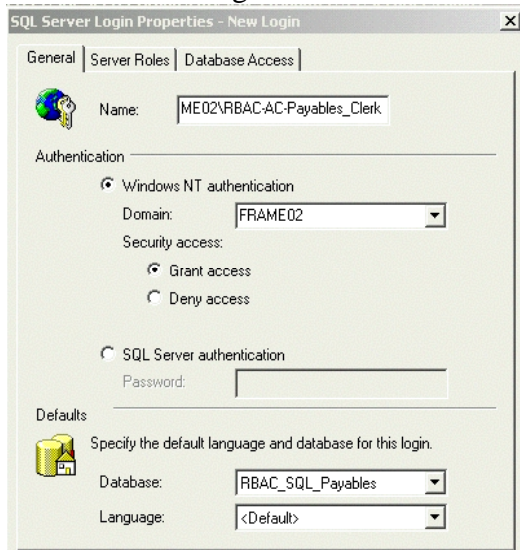 SQL Server Login Properties - New Login
General Server Roles Database Access
Name: ME02\RBAC-AC-Payables_Clerk
Authentication
Windows NT authentication
Domain: FRAME02
Security access:
Grant access
Deny access
SQL Server authentication
Password:
Defaults
Specify the default language and database for this login.
Database: RBAC_SQL_Payables
Language: <Default>